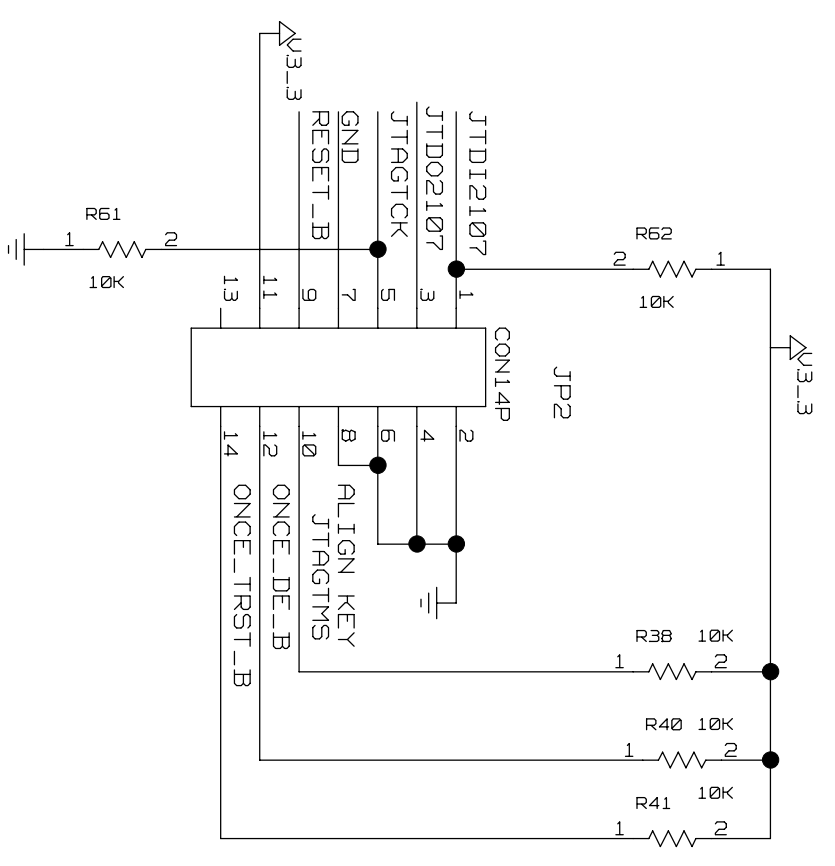 V3_3
RESET_B
GND
JTAGTCK
JTDO2107
JTDI2107
R61
1
2
10K
R62
2
1
10K
V3_3
13
11
9
7
5
3
1
CON14P
JP2
14
12
10
8
6
4
2
ONCE_TRST_B
ONCE_DE_B
JTAGTMS
ALIGN KEY
R38 10K
1
2
R40 10K
1
2
R41
10K
1
2